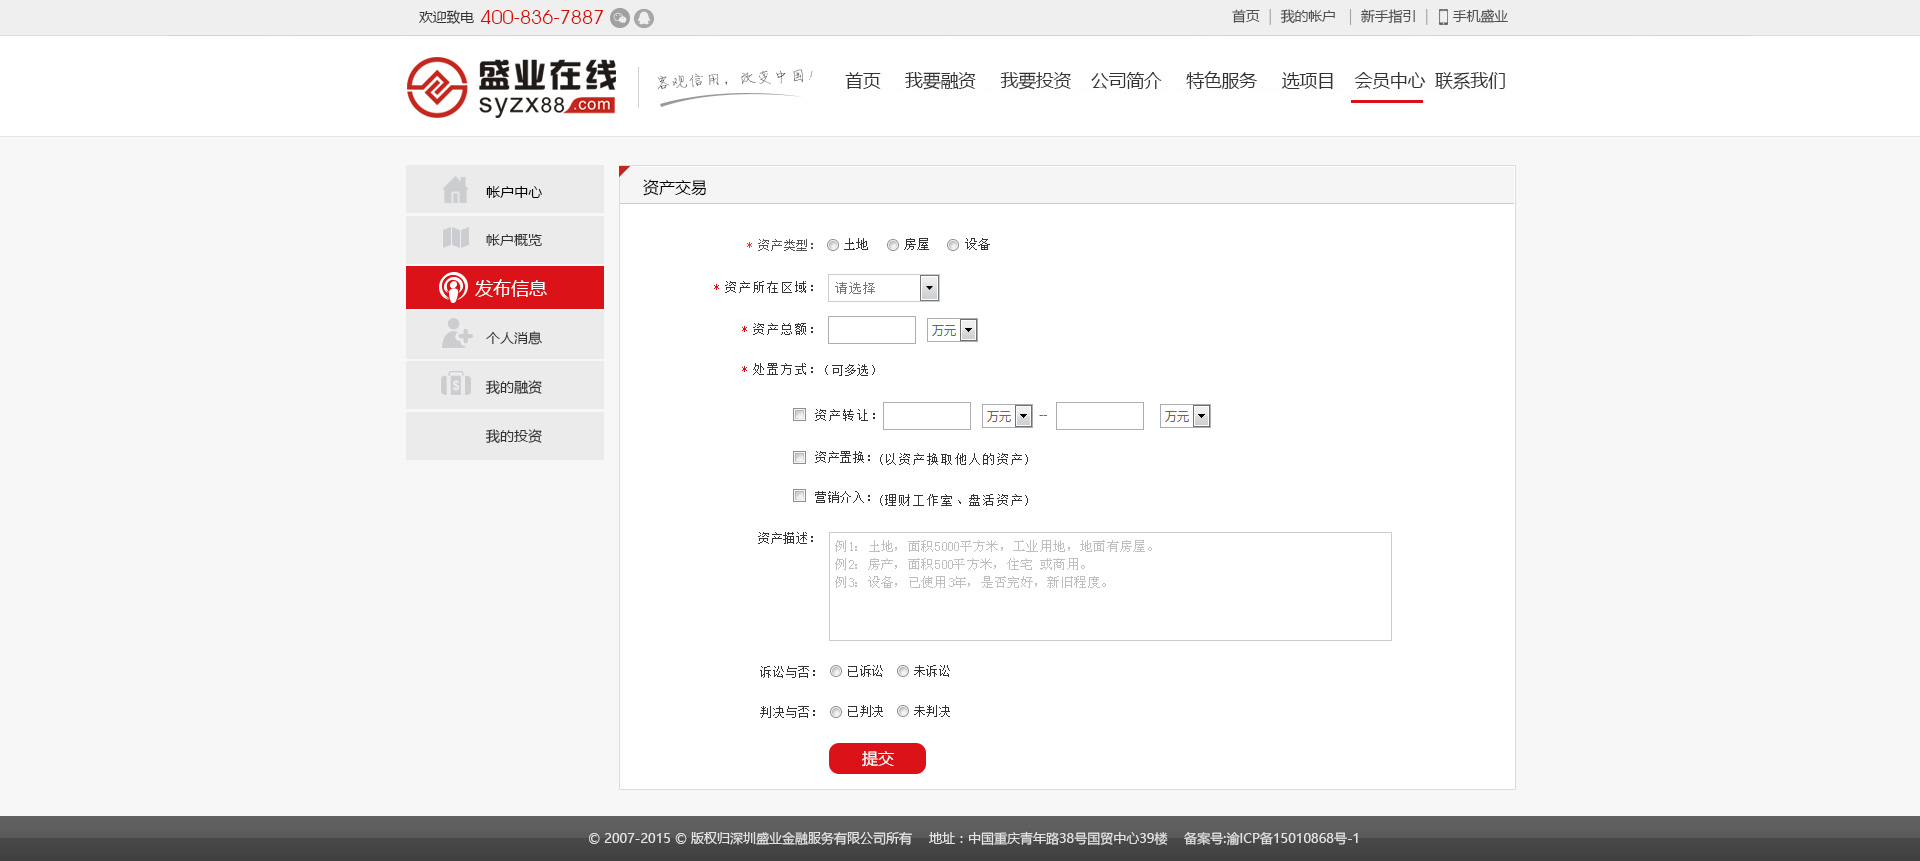 欢迎致电 400-836-7887
首页 | 我的帐户 | 新手指引 | 手机盛业
盛业在线
syzx88.com
客观信用，改变中国！
首页 我要融资 我要投资 公司简介 特色服务 选项目 会员中心 联系我们
帐户中心
帐户概览
发布信息
个人消息
我的融资
我的投资
资产交易
* 资产类型： 土地 房屋 设备
* 资产所在区域： 请选择
* 资产总额： 万元
* 处置方式：（可多选）
资产转让： 万元 -- 万元
资产置换：（以资产换取他人的资产）
营销介入：（理财工作室、盘活资产）
资产描述：
例1：土地，面积5000平方米，工业用地，地面有房屋。
例2：房产，面积500平方米，住宅 或商用。
例3：设备，已使用3年，是否完好，新旧程度。
诉讼与否： 已诉讼 未诉讼
判决与否： 已判决 未判决
提交
© 2007-2015 © 版权归深圳盛业金融服务有限公司所有 地址：中国重庆青年路38号国贸中心39楼 备案号:渝ICP备15010868号-1